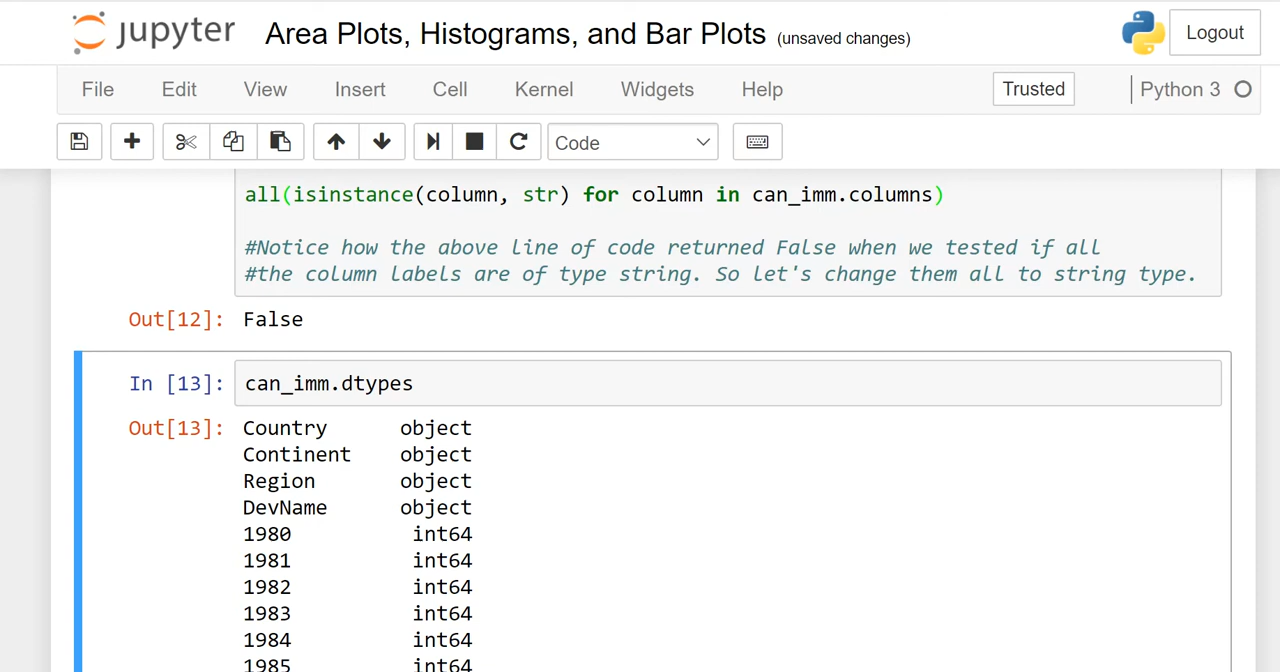 jupyter Area Plots, Histograms, and Bar Plots (unsaved changes) Logout
File Edit View Insert Cell Kernel Widgets Help Trusted Python 3
Code
all(isinstance(column, str) for column in can_imm.columns)
#Notice how the above line of code returned False when we tested if all
#the column labels are of type string. So let's change them all to string type.
Out[12]: False
In [13]: can_imm.dtypes
Out[13]: Country object
Continent object
Region object
DevName object
1980 int64
1981 int64
1982 int64
1983 int64
1984 int64
1985 int64